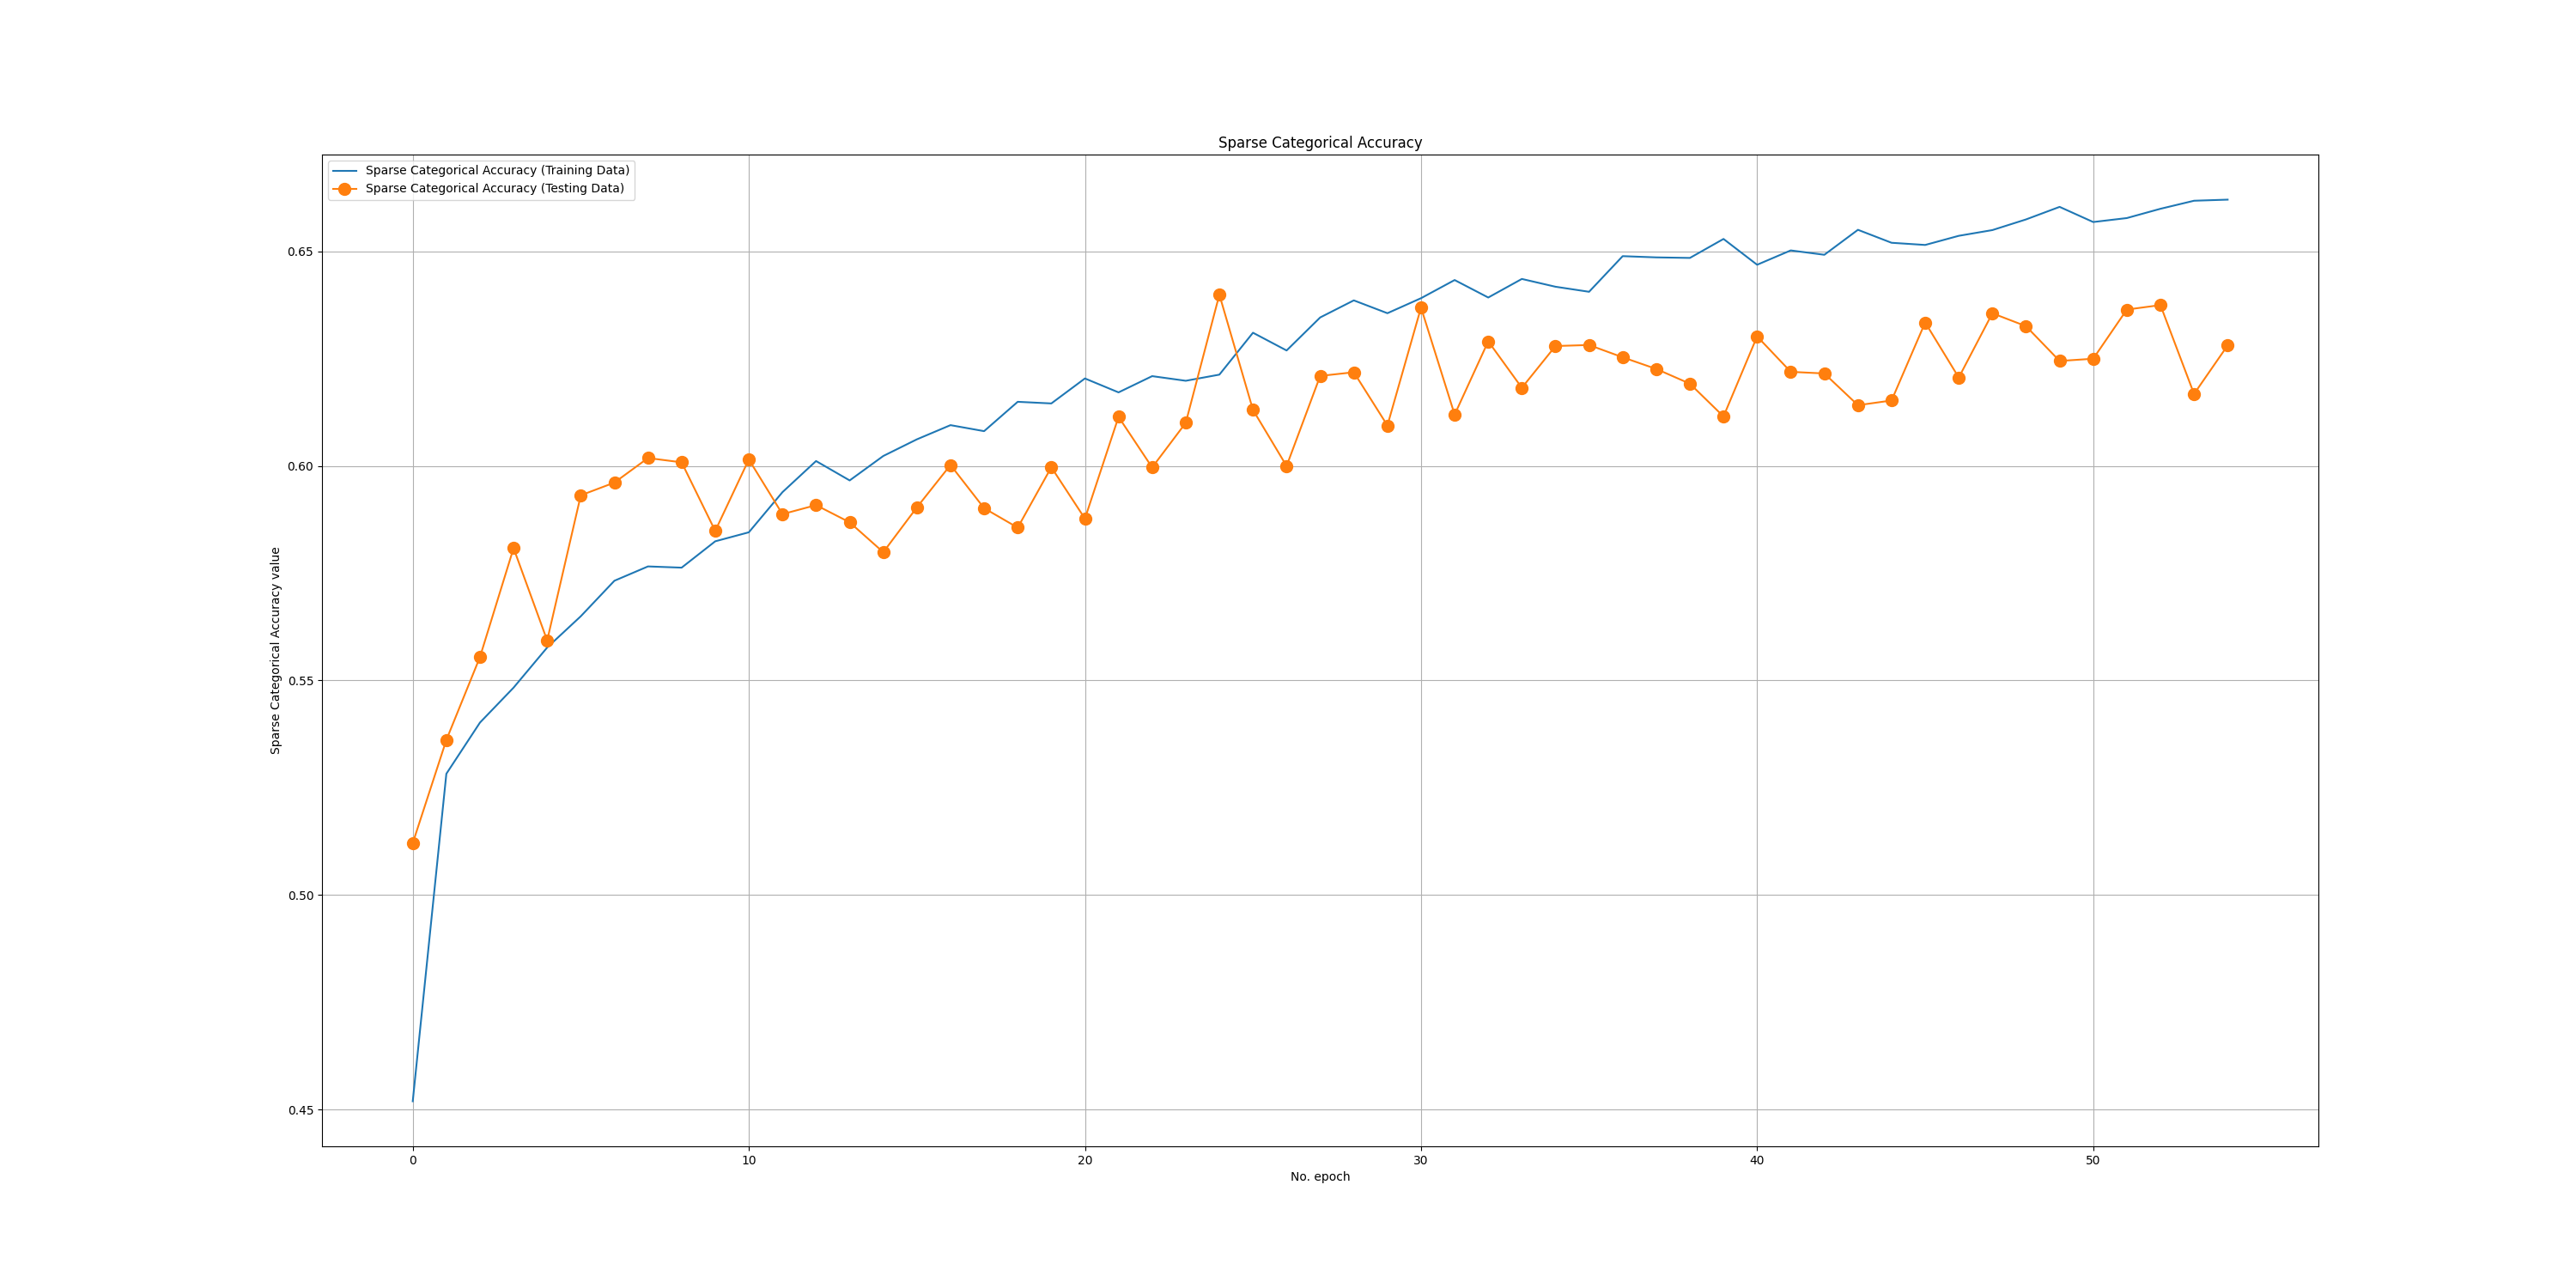 Sparse Categorical Accuracy
Sparse Categorical Accuracy (Training Data)
Sparse Categorical Accuracy (Testing Data)
Sparse Categorical Accuracy value
0.65
0.60
0.55
0.50
0.45
0 10 20 30 40 50
No. epoch